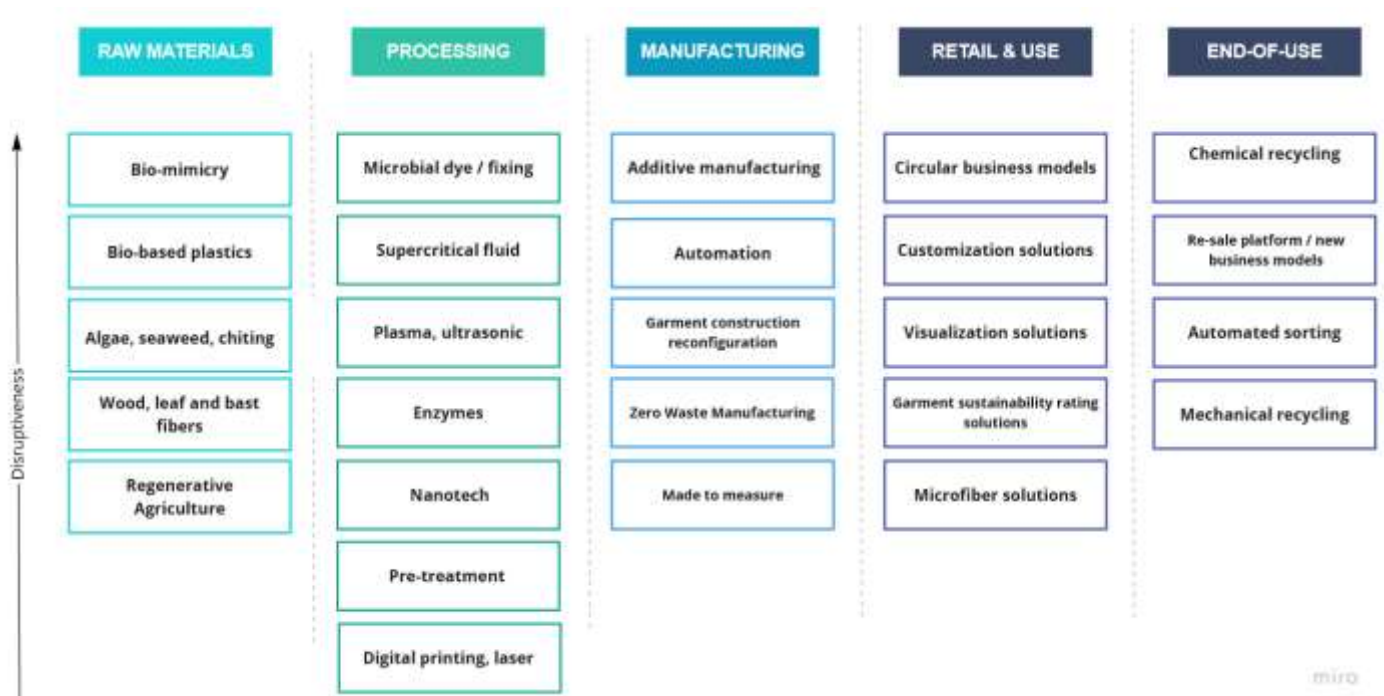 RAW MATERIALS
PROCESSING
MANUFACTURING
RETAIL & USE
END-OF-USE
Disruptiveness
Bio-mimicry
Bio-based plastics
Algae, seaweed, chiting
Wood, leaf and bast
fibers
Regenerative
Agriculture
Microbial dye / fixing
Supercritical fluid
Plasma, ultrasonic
Enzymes
Nanotech
Pre-treatment
Digital printing, laser
Additive manufacturing
Automation
Garment construction
reconfiguration
Zero Waste Manufacturing
Made to measure
Circular business models
Customization solutions
Visualization solutions
Garment sustainability rating
solutions
Microfiber solutions
Chemical recycling
Re-sale platform / new
business models
Automated sorting
Mechanical recycling
miro